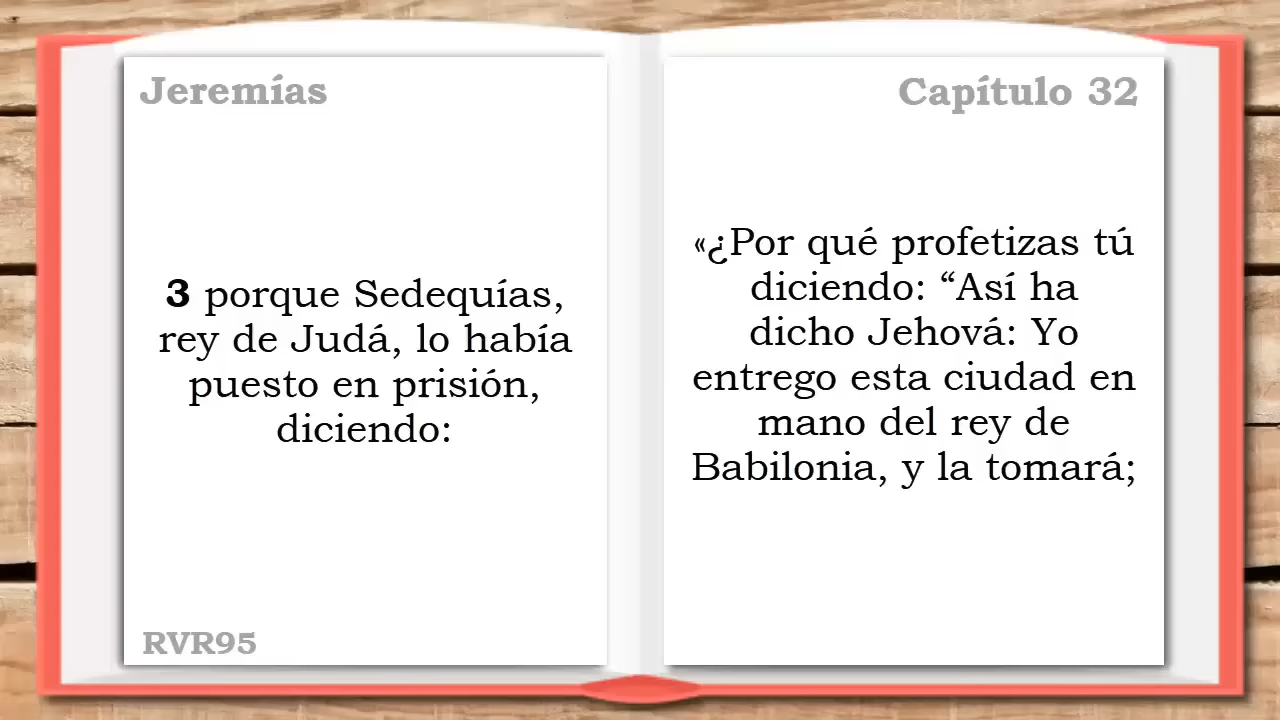 Jeremías
3 porque Sedequías,
rey de Judá, lo había
puesto en prisión,
diciendo:
RVR95
Capítulo 32
«¿Por qué profetizas tú
diciendo: “Así ha
dicho Jehová: Yo
entrego esta ciudad en
mano del rey de
Babilonia, y la tomará;